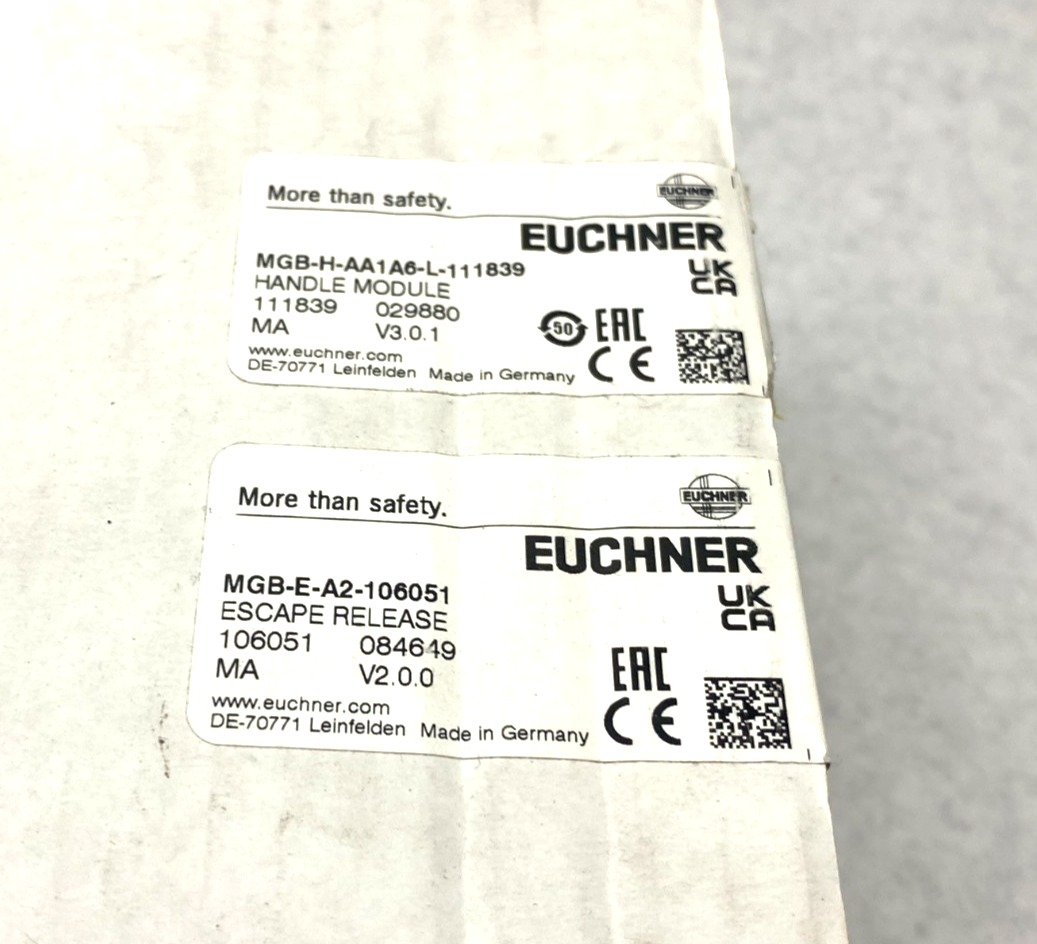 More than safety.
EUCHNER
EUCHNER
MGB-H-AA1A6-L-111839
UK
CA
HANDLE MODULE
111839 029880
MA V3.0.1
50
EAC
CE
www.euchner.com
DE-70771 Leinfelden Made in Germany
More than safety.
EUCHNER
EUCHNER
MGB-E-A2-106051
UK
CA
ESCAPE RELEASE
106051 084649
MA V2.0.0
EAC
CE
www.euchner.com
DE-70771 Leinfelden Made in Germany